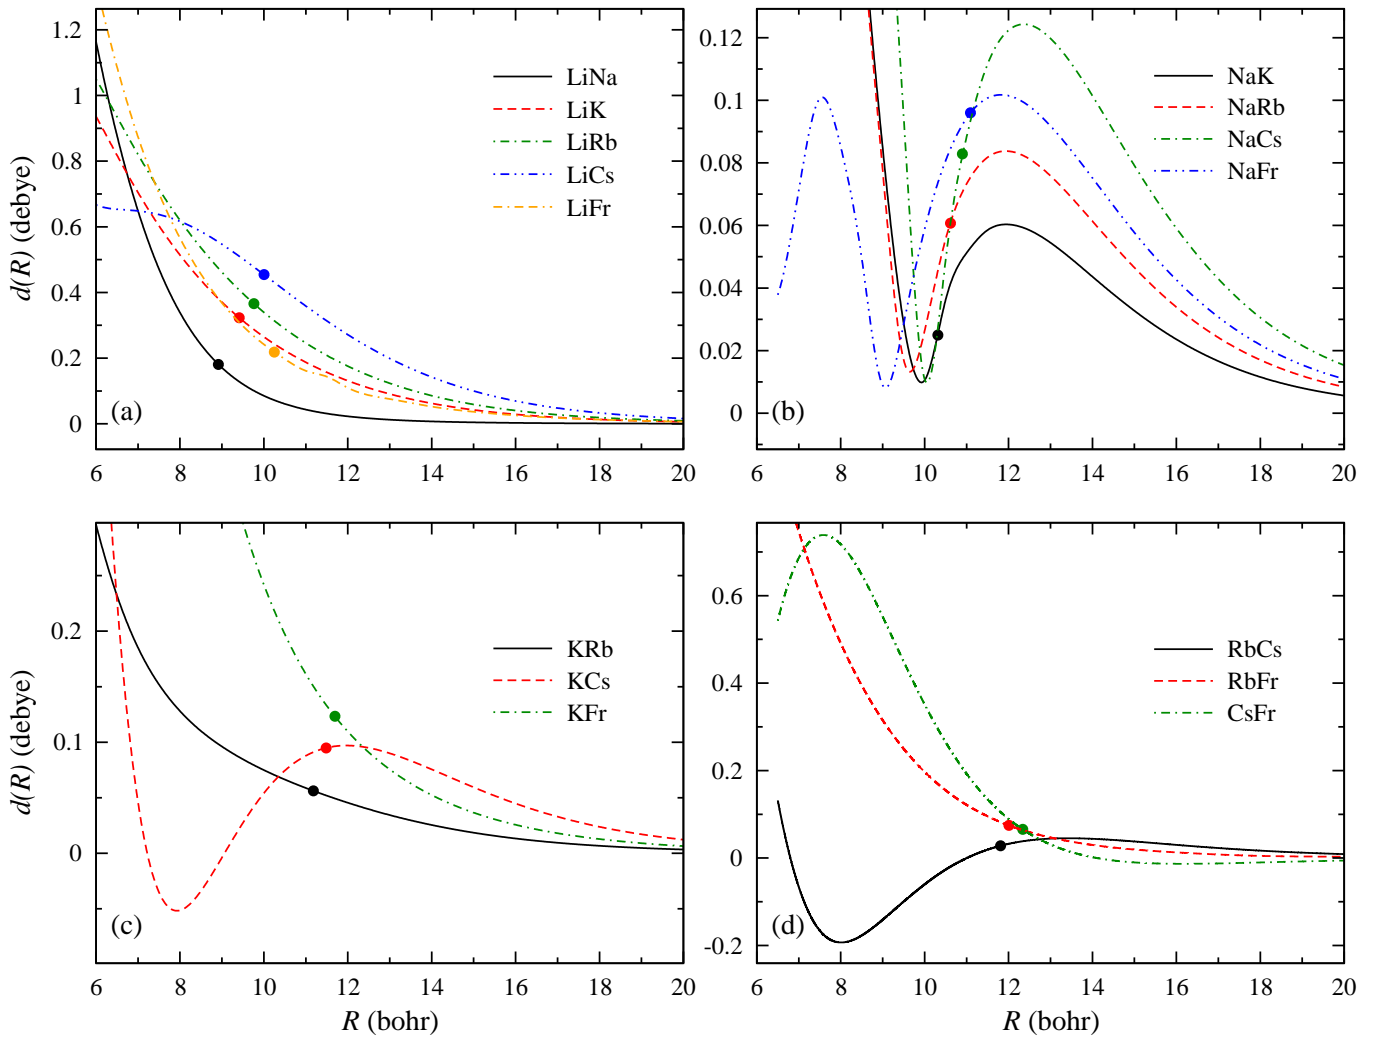 1.2
1
0.8
0.6
0.4
0.2
0
d(R) (debye)
LiNa
LiK
LiRb
LiCs
LiFr
(a)
6 8 10 12 14 16 18 20
0.12
0.1
0.08
0.06
0.04
0.02
0
NaK
NaRb
NaCs
NaFr
(b)
6 8 10 12 14 16 18 20
0.2
0.1
0
d(R) (debye)
KRb
KCs
KFr
(c)
6 8 10 12 14 16 18 20
R (bohr)
0.6
0.4
0.2
0
-0.2
RbCs
RbFr
CsFr
(d)
6 8 10 12 14 16 18 20
R (bohr)